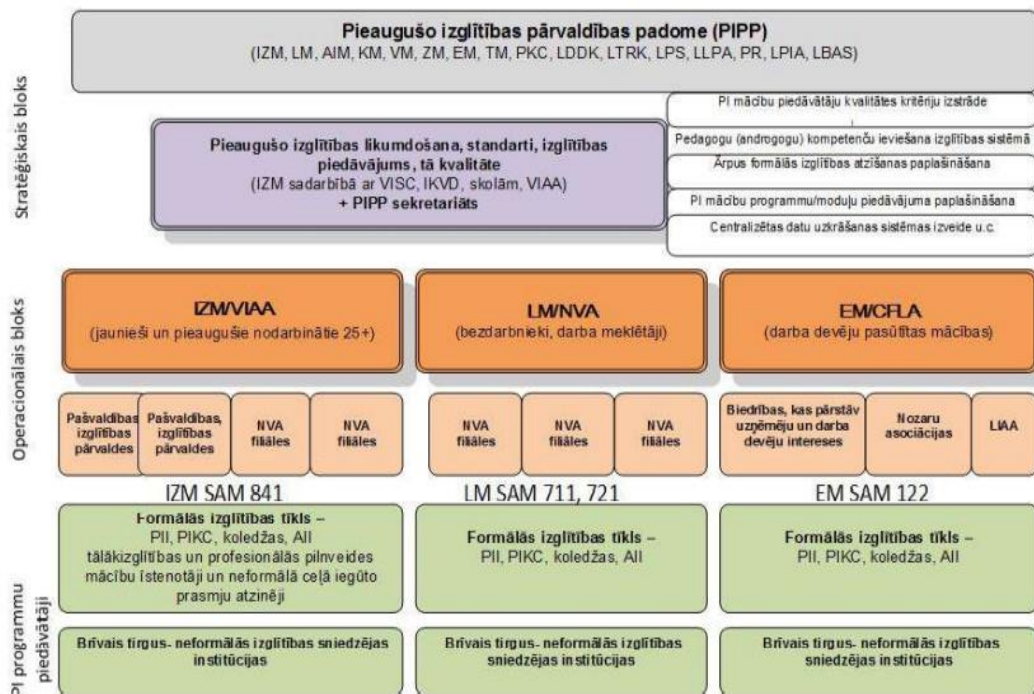 Stratēģiskais bloks
Pieaugušo izglītības pārvaldības padome (PIPP)
(IZM, LM, AIM, KM, VM, ZM, EM, TM, PKC, LDDK, LTRK, LPS, LLPA, PR, LPIA, LBAS)
Pieaugušo izglītības likumdošana, standarti, izglītības
piedāvājums, tā kvalitāte
(IZM sadarbībā ar VISC, IKVD, skolām, VIAA)
+ PIPP sekretariāts
PI mācību piedāvātāju kvalitātes kritēriju izstrāde
Pedagogu (androgogu) kompetenču ieviešana izglītības sistēmā
Ārpus formālās izglītības atzīšanas paplašināšana
PI mācību programmu/moduļu piedāvājuma paplašināšana
Centralizētas datu uzkrāšanas sistēmas izveide u.c.
Operacionālais bloks
IZM/VIAA
(jaunieši un pieaugušie nodarbinātie 25+)
LM/NVA
(bezdarbnieki, darba meklētāji)
EM/CFLA
(darba devēju pasūtītas mācības)
Pašvaldības
izglītības
pārvaldes
Pašvaldības,
izglītības
pārvaldes
NVA
filiāles
NVA
filiāles
NVA
filiāles
NVA
filiāles
NVA
filiāles
Biedrības, kas pārstāv
uzņēmēju un darba
devēju intereses
Nozaru
asociācijas
LIAA
IZM SAM 841
LM SAM 711, 721
EM SAM 122
PI programmu
piedāvātāji
Formālās izglītības tīkls –
PII, PIKC, koledžas, AII
tālākizglītības un profesionālās pilnveides
mācību īstenotāji un neformālā ceļā iegūto
prasmju atzinēji
Formālās izglītības tīkls –
PII, PIKC, koledžas, AII
Formālās izglītības tīkls –
PII, PIKC, koledžas, AII
Brīvais tirgus- neformālās izglītības sniedzējas
institūcijas
Brīvais tirgus- neformālās izglītības
sniedzējas institūcijas
Brīvais tirgus- neformālās izglītības
sniedzējas institūcijas